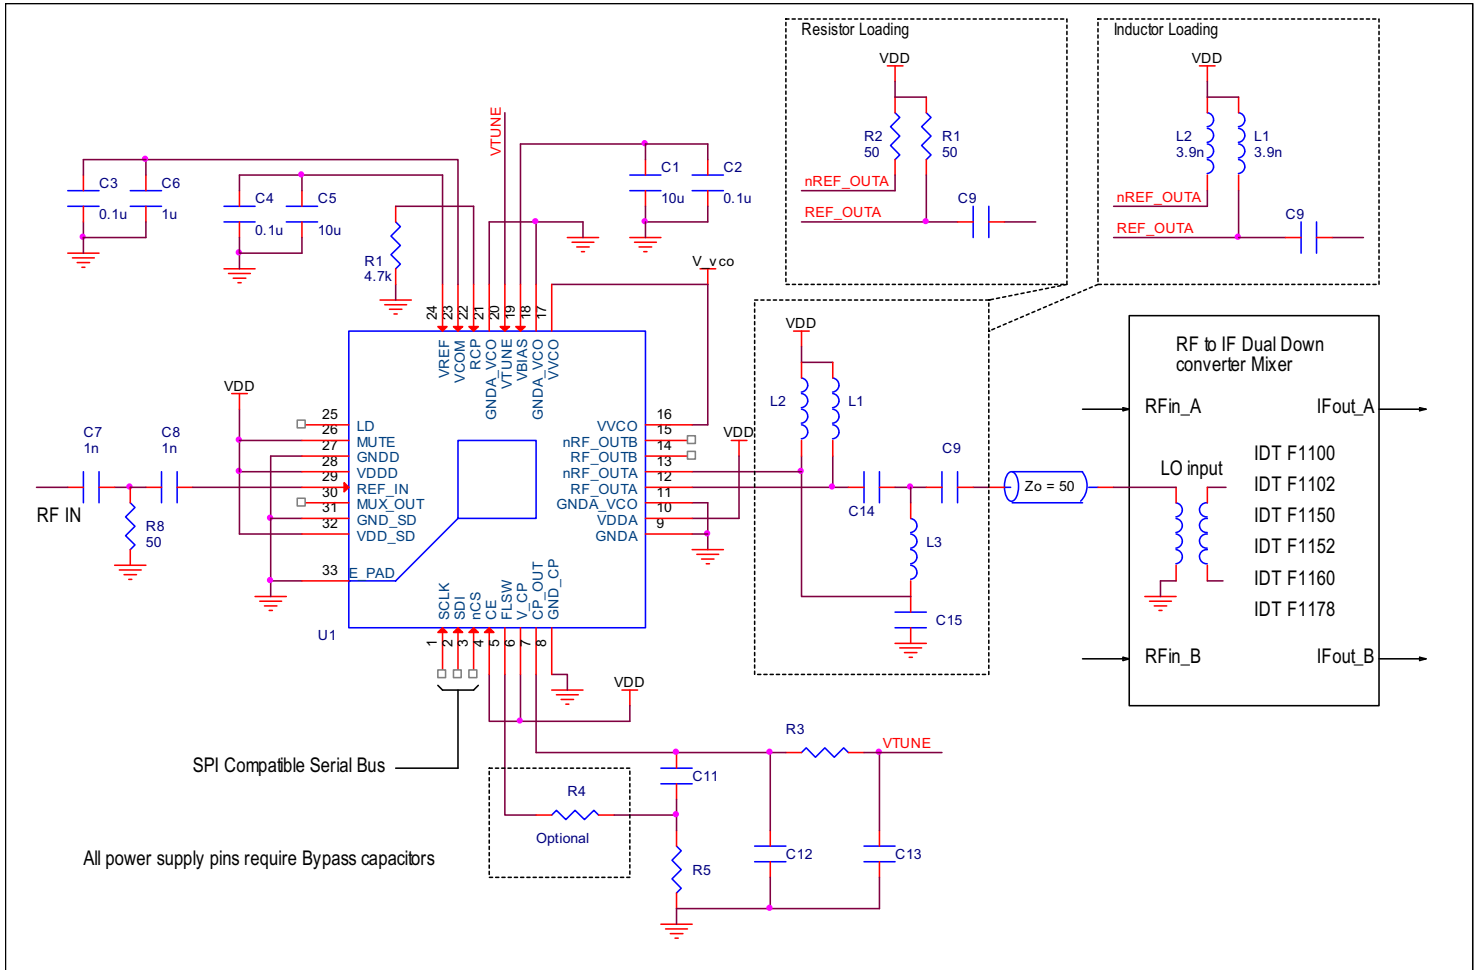 Resistor Loading
VDD
R2
50
R1
50
nREF_OUTA
REF_OUTA
C9
Inductor Loading
VDD
L2
3.9n
L1
3.9n
nREF_OUTA
REF_OUTA
C9
VTUNE
C3
0.1u
C6
1u
C4
0.1u
C5
10u
R1
4.7k
C1
10u
C2
0.1u
V_vco
24
23
22
21
20
19
18
17
VREF
VCOM
RCP
GNDA_VCO
VTUNE
VBIAS
GNDA_VCO
VVCO
VDD
C7
1n
C8
1n
RF IN
R8
50
25
26
27
28
29
30
31
32
33
LD
MUTE
GNDD
VDDD
REF_IN
MUX_OUT
GND_SD
VDD_SD
E_PAD
VVCO
nRF_OUTB
RF_OUTB
nRF_OUTA
RF_OUTA
GNDA_VCO
VDDA
GNDA
16
15
14
13
12
11
10
9
VDD
SCLK
SDI
nCS
CE
FLSW
V_CP
CP_OUT
GND_CP
1
2
3
4
5
6
7
8
U1
VDD
L2
L1
C14
C9
L3
C15
Zo = 50
RF to IF Dual Down
converter Mixer
RFin_A
IFout_A
LO input
IDT F1100
IDT F1102
IDT F1150
IDT F1152
IDT F1160
IDT F1178
RFin_B
IFout_B
VDD
SPI Compatible Serial Bus
R4
Optional
C11
R5
R3
VTUNE
C12
C13
All power supply pins require Bypass capacitors